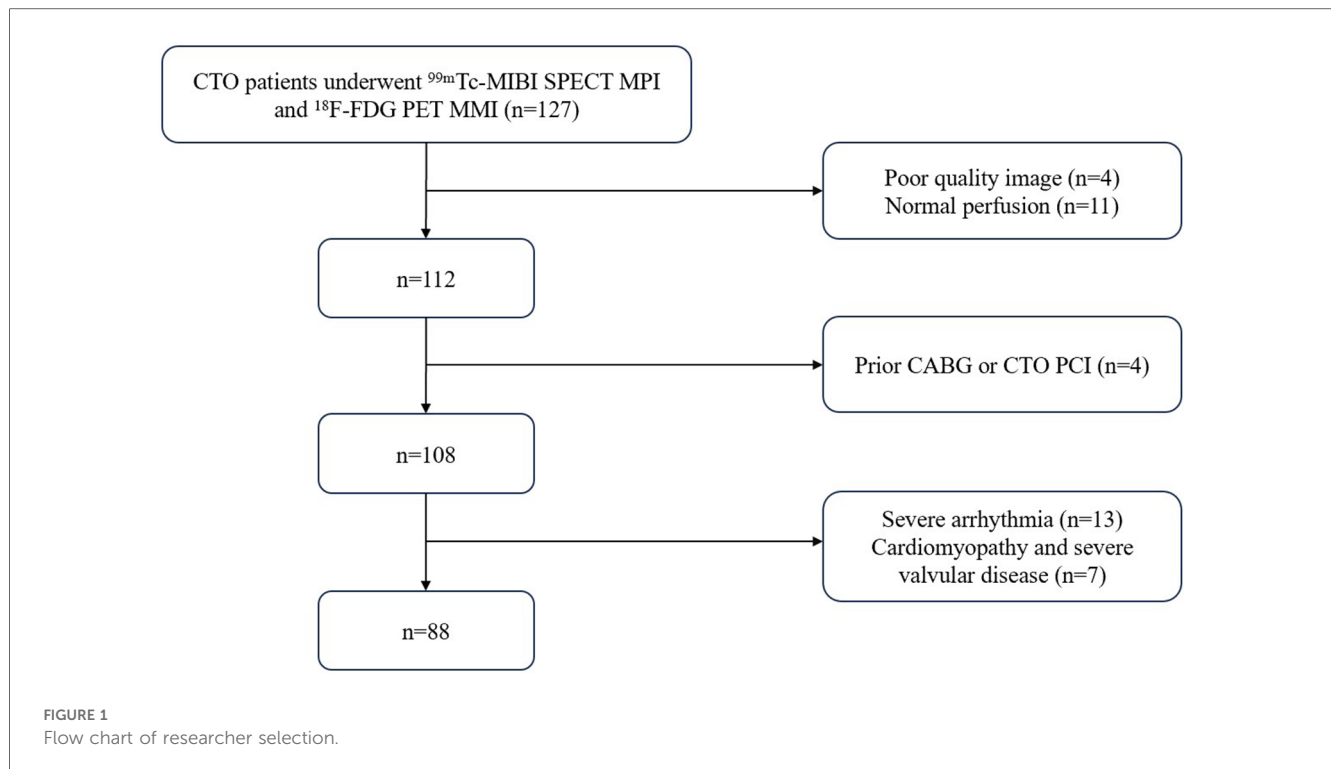 CTO patients underwent ⁹⁹ᵐTc-MIBI SPECT MPI
and ¹⁸F-FDG PET MMI (n=127)
Poor quality image (n=4)
Normal perfusion (n=11)
n=112
Prior CABG or CTO PCI (n=4)
n=108
Severe arrhythmia (n=13)
Cardiomyopathy and severe
valvular disease (n=7)
n=88
FIGURE 1
Flow chart of researcher selection.